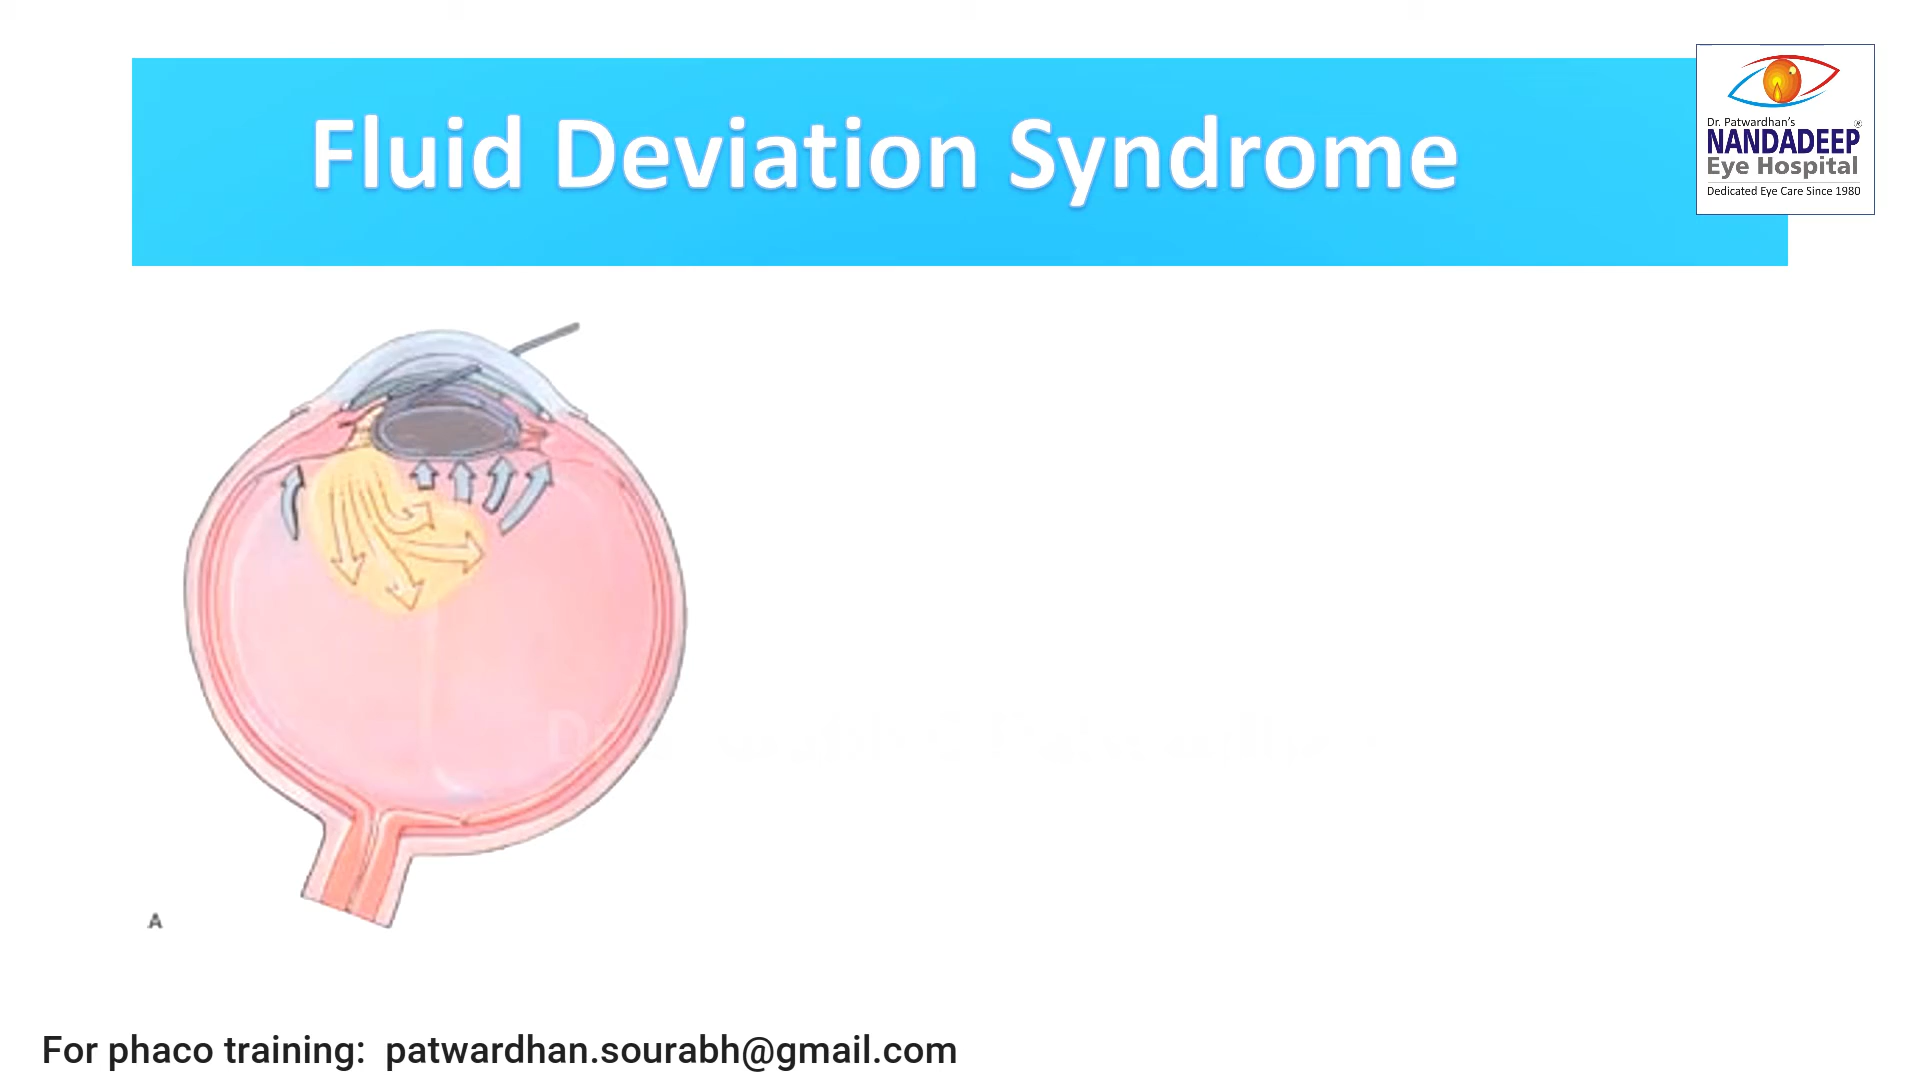 Fluid Deviation Syndrome
Dr. Patwardhan's
NANDADEEP
Eye Hospital
Dedicated Eye Care Since 1980
A
For phaco training: patwardhan.sourabh@gmail.com